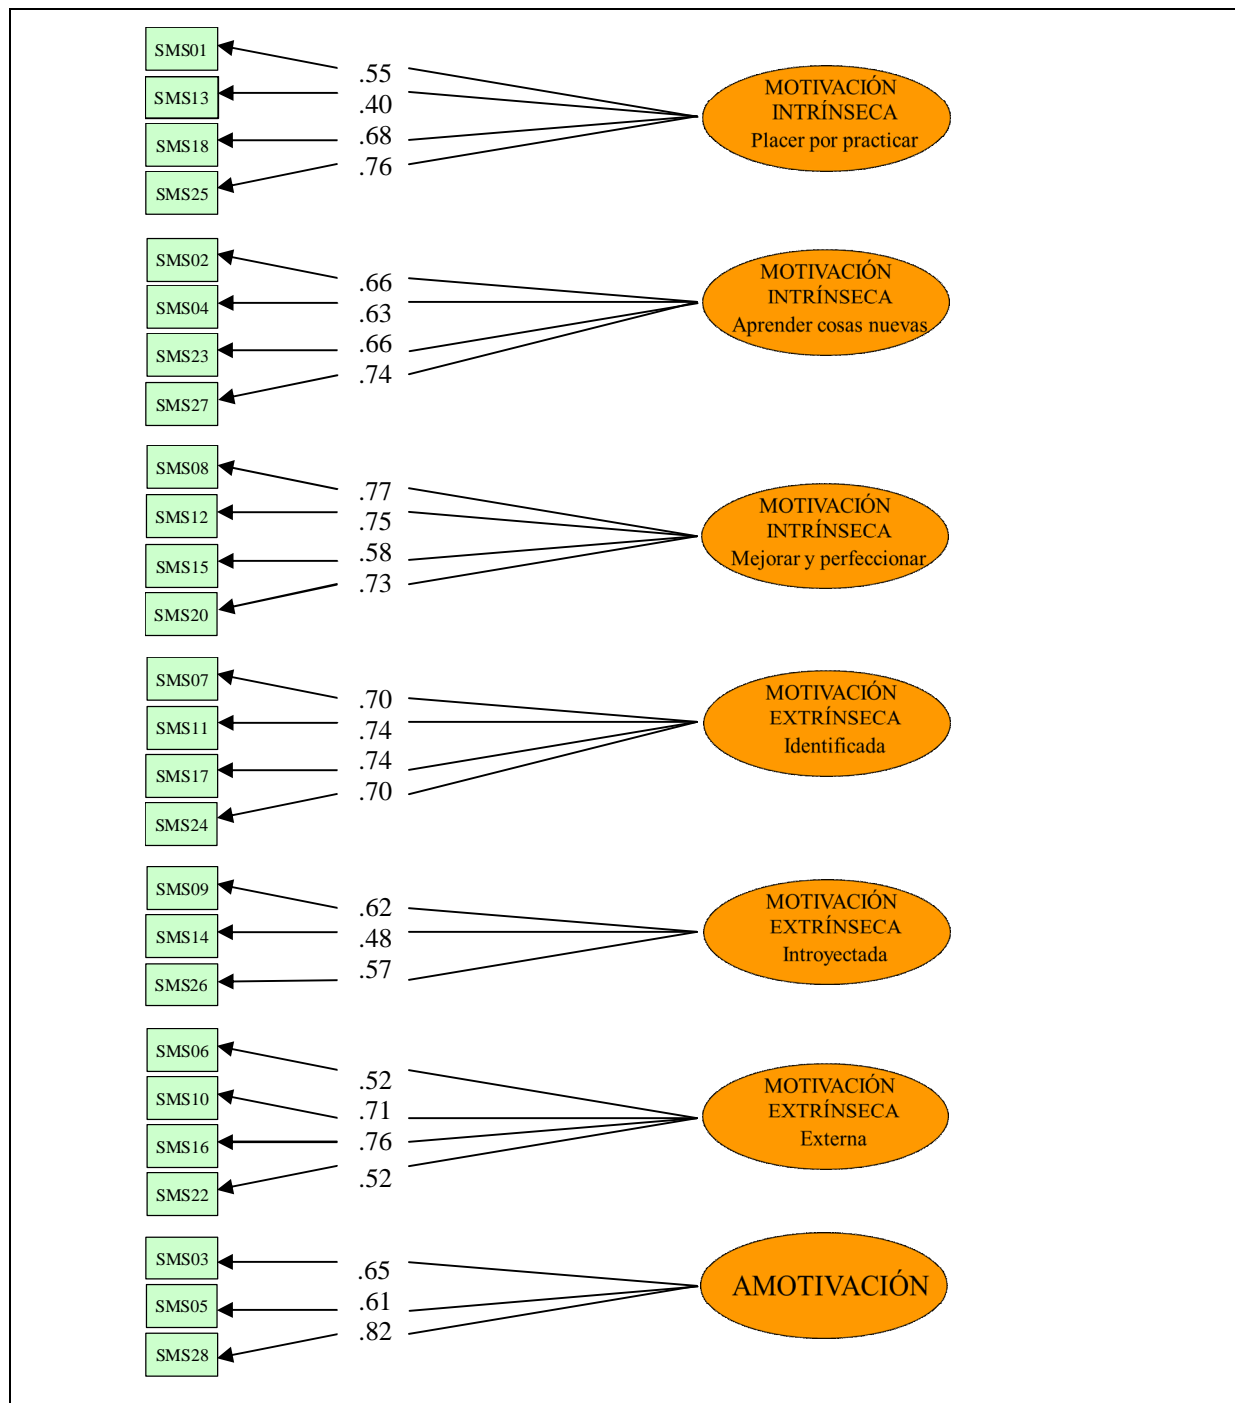 SMS01
SMS13
SMS18
SMS25
.55
.40
.68
.76
MOTIVACIÓN
INTRÍNSECA
Placer por practicar
SMS02
SMS04
SMS23
SMS27
.66
.63
.66
.74
MOTIVACIÓN
INTRÍNSECA
Aprender cosas nuevas
SMS08
SMS12
SMS15
SMS20
.77
.75
.58
.73
MOTIVACIÓN
INTRÍNSECA
Mejorar y perfeccionar
SMS07
SMS11
SMS17
SMS24
.70
.74
.74
.70
MOTIVACIÓN
EXTRÍNSECA
Identificada
SMS09
SMS14
SMS26
.62
.48
.57
MOTIVACIÓN
EXTRÍNSECA
Introyectada
SMS06
SMS10
SMS16
SMS22
.52
.71
.76
.52
MOTIVACIÓN
EXTRÍNSECA
Externa
SMS03
SMS05
SMS28
.65
.61
.82
AMOTIVACIÓN